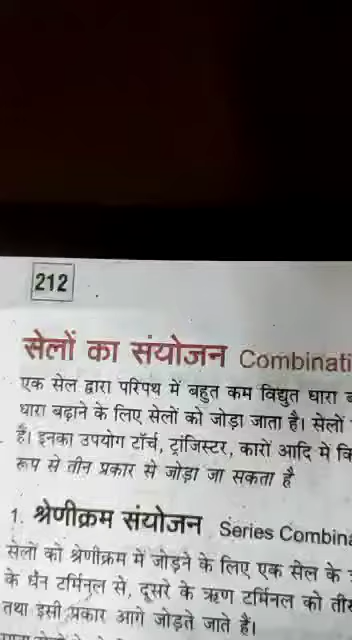 212
सेलों का संयोजन Combinati
एक सेल द्वारा परिपथ में बहुत कम विद्युत धारा
धारा बढ़ाने के लिए सेलों को जोड़ा जाता है। सेलों
हैं। इनका उपयोग टॉर्च, ट्रांजिस्टर, कारों आदि में कि
रूप से तीन प्रकार से जोड़ा जा सकता है
1. श्रेणीक्रम संयोजन Series Combina
सेलों को श्रेणीक्रम में जोड़ने के लिए एक सेल के
के धन टर्मिनल से, दूसरे के ऋण टर्मिनल को ती
तथा इसी प्रकार आगे जोड़ते जाते हैं।